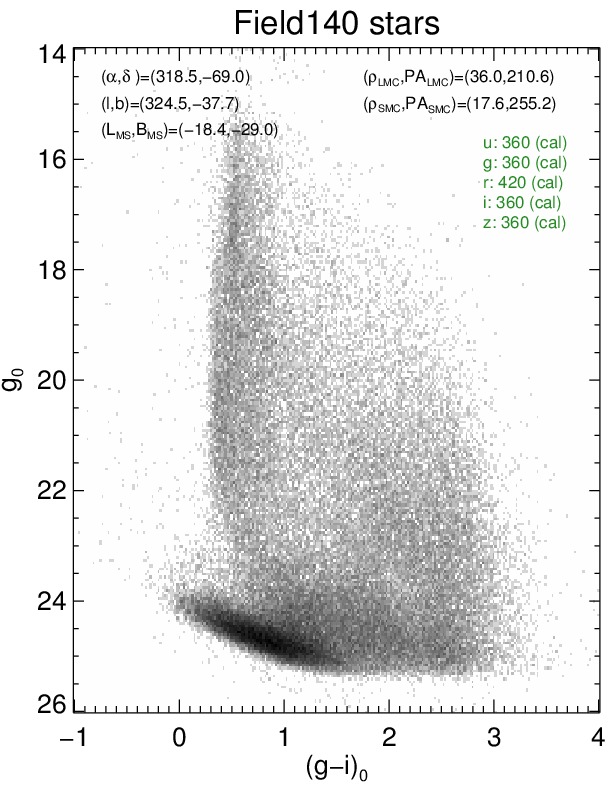 Field140 stars
(α,δ )=(318.5,−69.0)
(l,b)=(324.5,−37.7)
(LMS,BMS)=(−18.4,−29.0)
(ρLMC,PALMC)=(36.0,210.6)
(ρSMC,PASMC)=(17.6,255.2)
u: 360 (cal)
g: 360 (cal)
r: 420 (cal)
i: 360 (cal)
z: 360 (cal)
g0
14
16
18
20
22
24
26
−1 0 1 2 3 4
(g−i)0